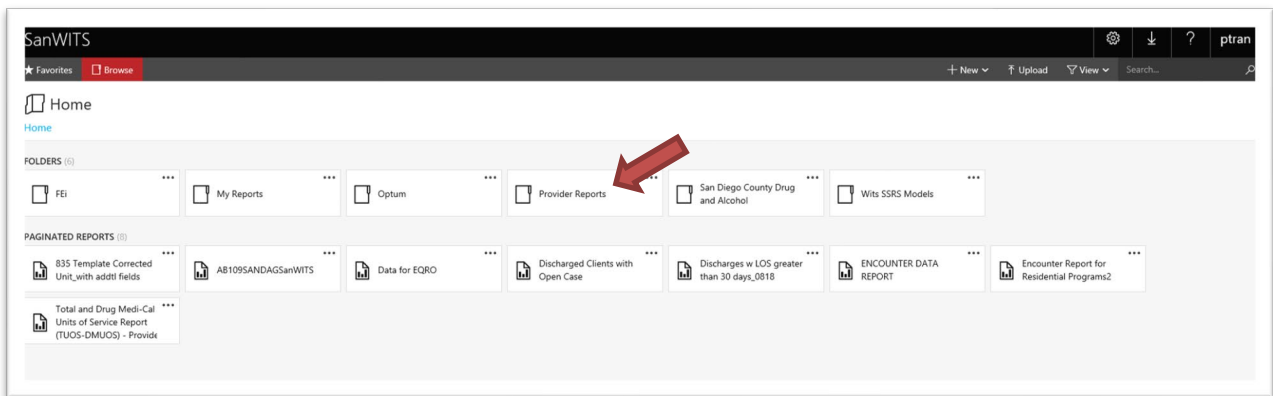 SanWITS
ptran
Favorites
Browse
New
Upload
View
Search...
Home
Home
FOLDERS (6)
FEi
My Reports
Optum
Provider Reports
San Diego County Drug
and Alcohol
Wits SSRS Models
PAGINATED REPORTS (8)
835 Template Corrected
Unit_with addtl fields
AB109SANDAGSanWITS
Data for EQRO
Discharged Clients with
Open Case
Discharges w LOS greater
than 30 days_0818
ENCOUNTER DATA
REPORT
Encounter Report for
Residential Programs2
Total and Drug Medi-Cal
Units of Service Report
(TUOS-DMUOS) - Provide